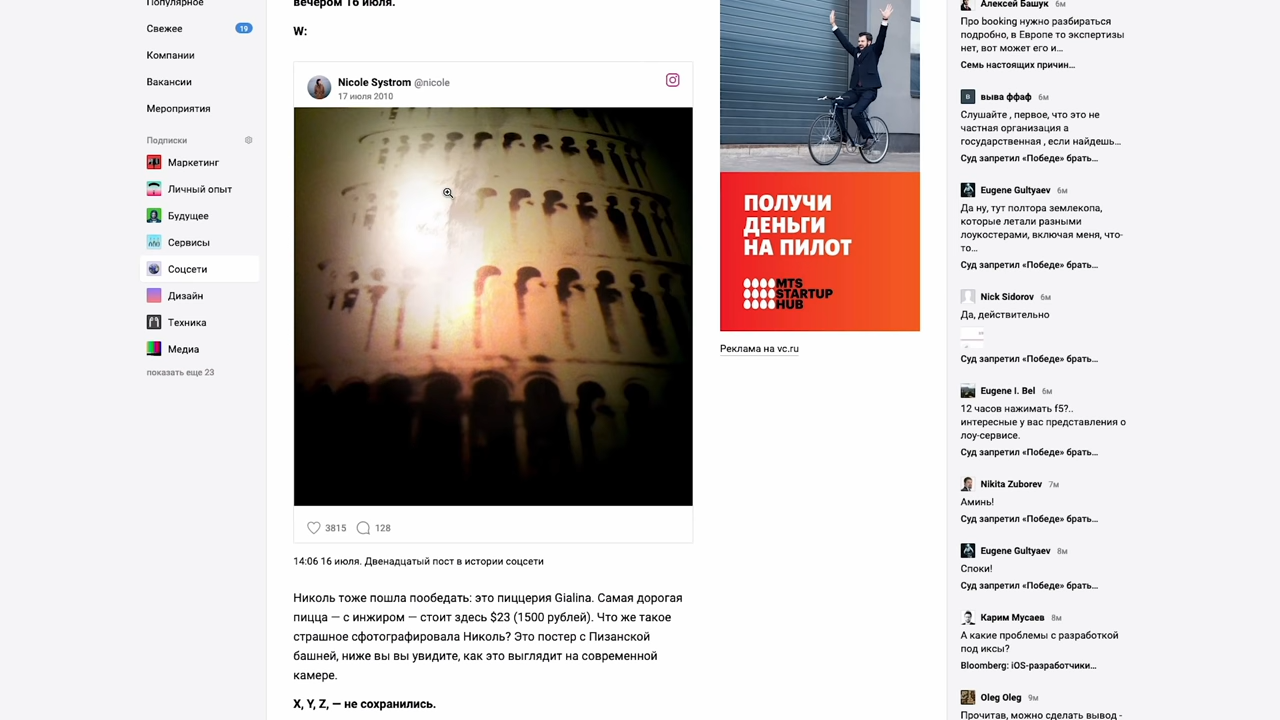 Популярное
Свежее 19
Компании
Вакансии
Мероприятия
Подписки
Маркетинг
Личный опыт
Будущее
Сервисы
Соцсети
Дизайн
Техника
Медиа
показать еще 23
вечером 16 июля.
W:
Nicole Systrom @nicole
17 июля 2010
3815 128
14:06 16 июля. Двенадцатый пост в истории соцсети
Николь тоже пошла пообедать: это пиццерия Gialina. Самая дорогая
пицца — с инжиром — стоит здесь $23 (1500 рублей). Что же такое
страшное сфотографировала Николь? Это постер с Пизанской
башней, ниже вы вы увидите, как это выглядит на современной
камере.
X, Y, Z, — не сохранились.
ПОЛУЧИ
ДЕНЬГИ
НА ПИЛОТ
MTS
STARTUP
HUB
Реклама на vc.ru
Алексей Башук 6м
Про booking нужно разбираться
подробно, в Европе то экспертизы
нет, вот может его и...
Семь настоящих причин...
В выва ффаф 6м
Слушайте , первое, что это не
частная организация а
государственная , если найдешь...
Суд запретил «Победе» брать...
Eugene Gultyaev 6м
Да ну, тут полтора землекопа,
которые летали разными
лоукостерами, включая меня, что-
то...
Суд запретил «Победе» брать...
Nick Sidorov 6м
Да, действительно
Суд запретил «Победе» брать...
Eugene I. Bel 6м
12 часов нажимать f5?..
интересные у вас представления о
лоу-сервисе.
Суд запретил «Победе» брать...
Nikita Zuborev 7м
Аминь!
Суд запретил «Победе» брать...
Eugene Gultyaev 8м
Споки!
Суд запретил «Победе» брать...
Карим Мусаев 8м
А какие проблемы с разработкой
под иксы?
Bloomberg: iOS-разработчики...
Oleg Oleg 9м
Прочитав, можно сделать вывод -